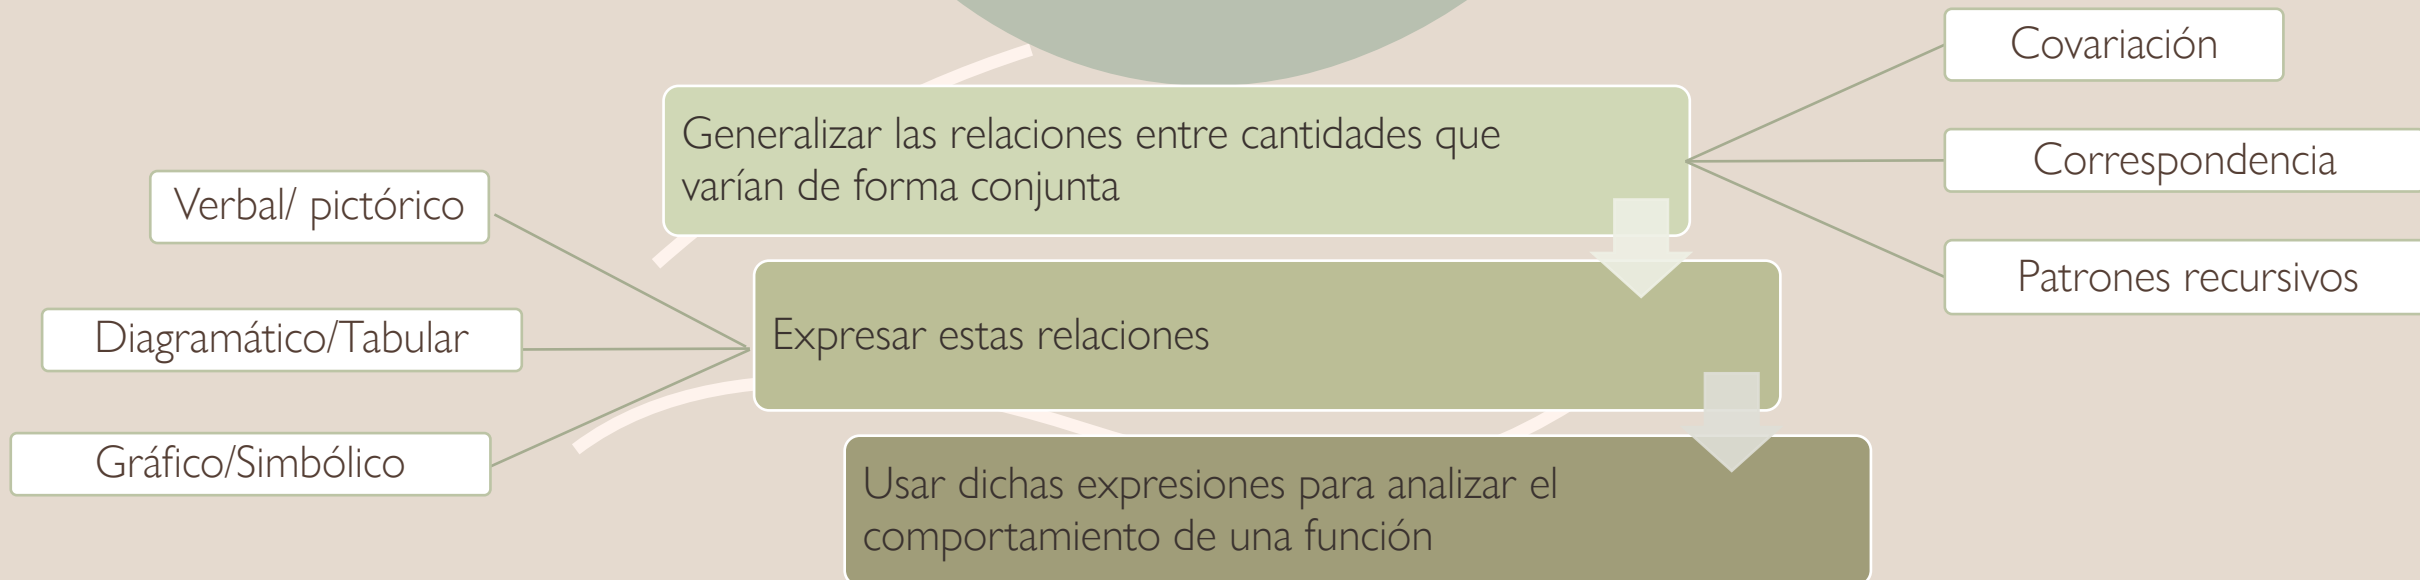 Covariación
Generalizar las relaciones entre cantidades que
varían de forma conjunta
Correspondencia
Patrones recursivos
Verbal/ pictórico
Diagramático/Tabular
Gráfico/Simbólico
Expresar estas relaciones
Usar dichas expresiones para analizar el
comportamiento de una función